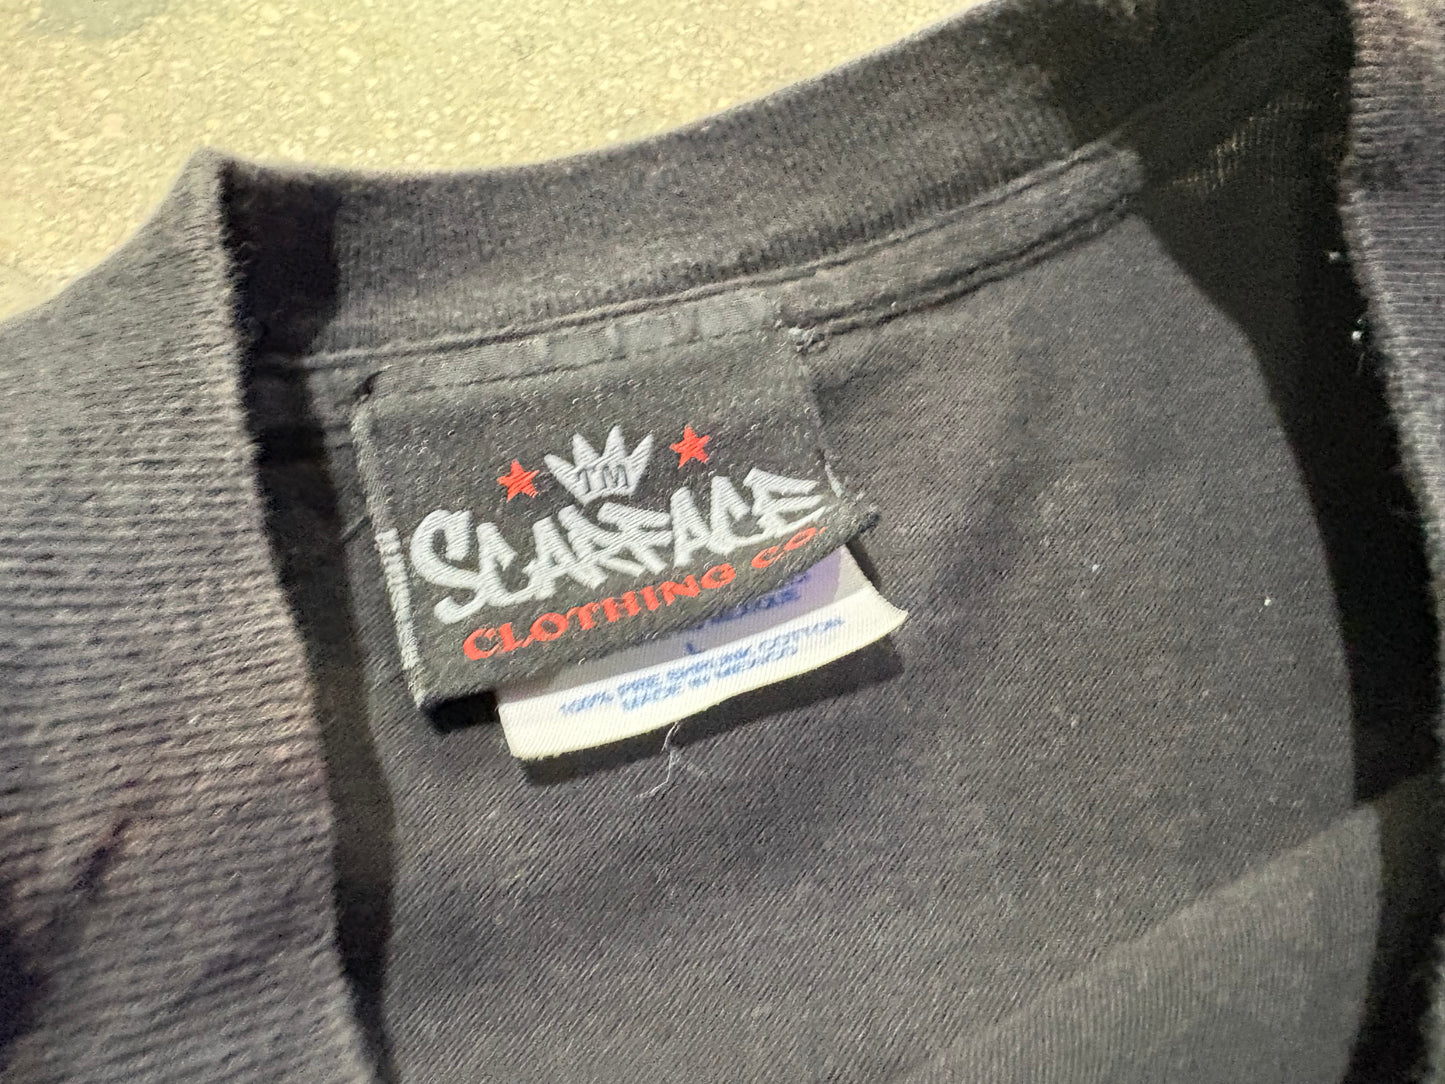 TM
SCARFACE
CLOTHING CO.
L
100% PRE SHRUNK COTTON
MADE IN MEXICO